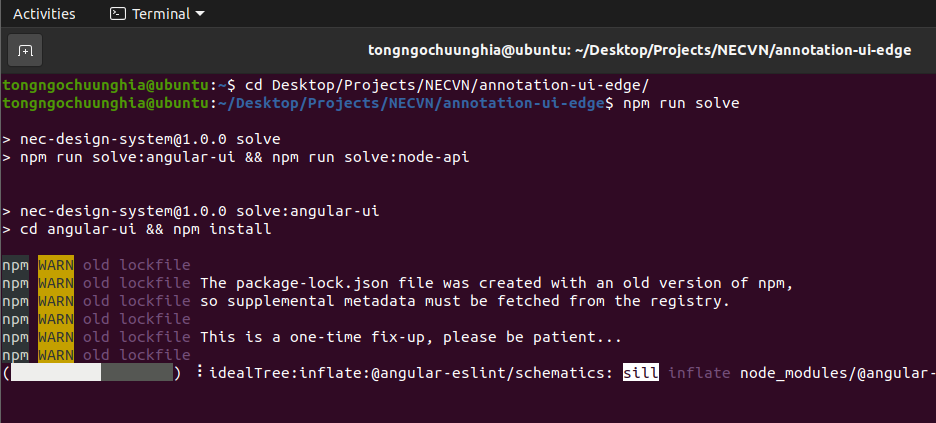 Activities Terminal
tongngochuunghia@ubuntu: ~/Desktop/Projects/NECVN/annotation-ui-edge
tongngochuunghia@ubuntu:~$ cd Desktop/Projects/NECVN/annotation-ui-edge/
tongngochuunghia@ubuntu:~/Desktop/Projects/NECVN/annotation-ui-edge$ npm run solve
> nec-design-system@1.0.0 solve
> npm run solve:angular-ui && npm run solve:node-api
> nec-design-system@1.0.0 solve:angular-ui
> cd angular-ui && npm install
npm WARN old lockfile
npm WARN old lockfile The package-lock.json file was created with an old version of npm,
npm WARN old lockfile so supplemental metadata must be fetched from the registry.
npm WARN old lockfile
npm WARN old lockfile This is a one-time fix-up, please be patient...
npm WARN old lockfile
( ) ⠸ idealTree:inflate:@angular-eslint/schematics: sill inflate node_modules/@angular-